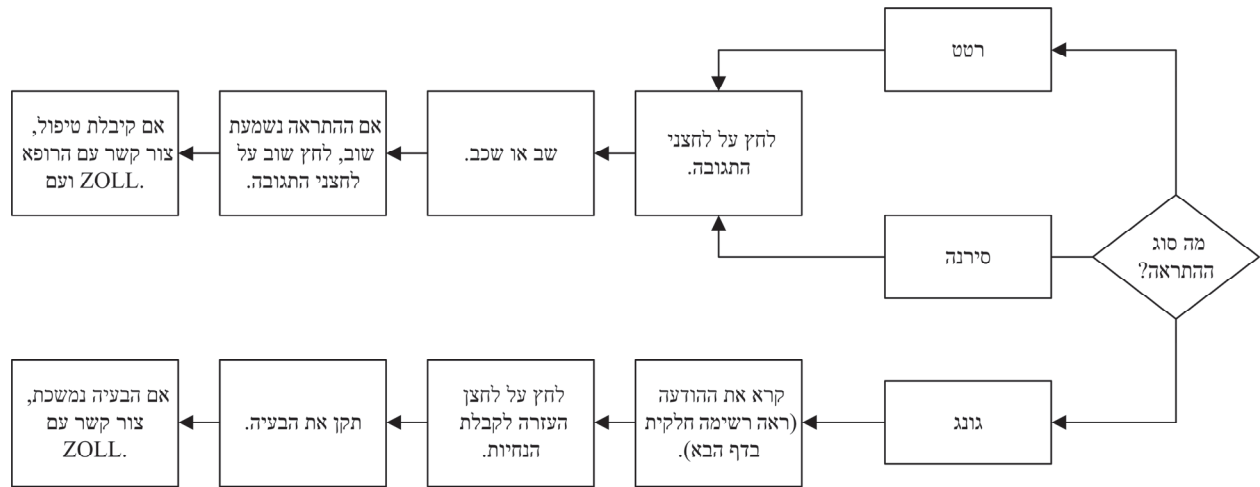 מה סוג
ההתראה?
רטט
סירנה
לחץ על לחצני
התגובה.
שב או שכב.
אם ההתראה נשמעת
שוב, לחץ שוב על
לחצני התגובה.
אם קיבלת טיפול,
צור קשר עם הרופא
ועם ZOLL.
גונג
קרא את ההודעה
(ראה רשימה חלקית
בדף הבא).
לחץ על לחצן
העזרה לקבלת
הנחיות.
תקן את הבעיה.
אם הבעיה נמשכת,
צור קשר עם
ZOLL.